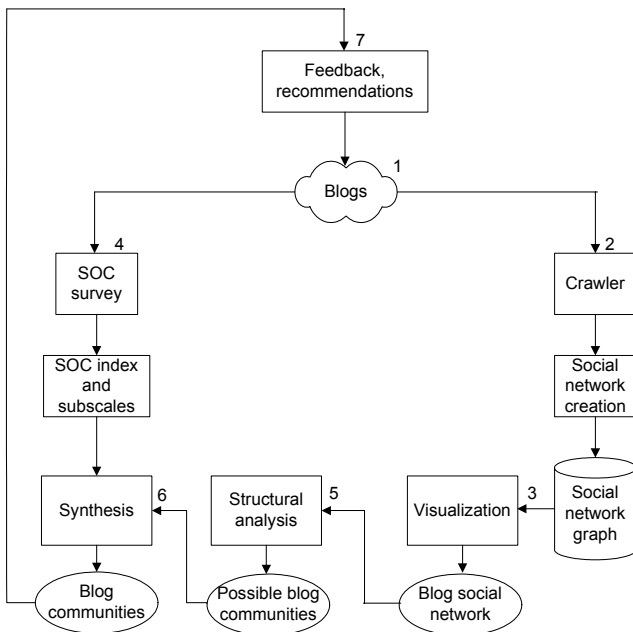 7
Feedback,
recommendations
1
Blogs
4
SOC
survey
2
Crawler
SOC index
and
subscales
Social
network
creation
Synthesis
6
Structural
analysis
5
Visualization
3
Social
network
graph
Blog
communities
Possible blog
communities
Blog social
network